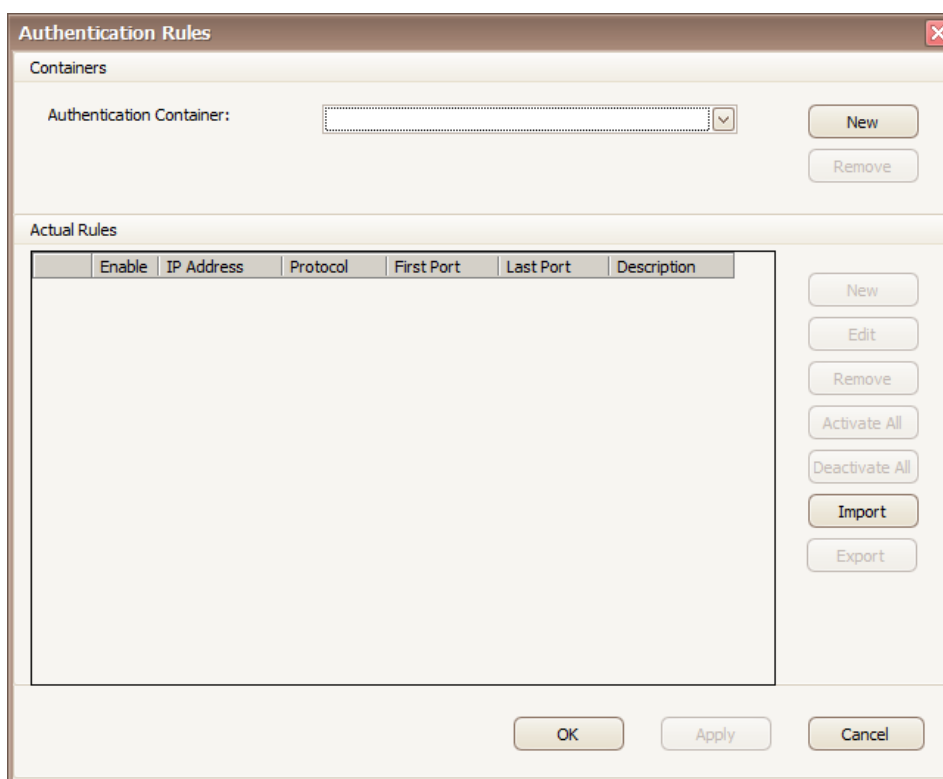 Authentication Rules
Containers
Authentication Container:
New
Remove
Actual Rules
Enable IP Address Protocol First Port Last Port Description
New
Edit
Remove
Activate All
Deactivate All
Import
Export
OK Apply Cancel